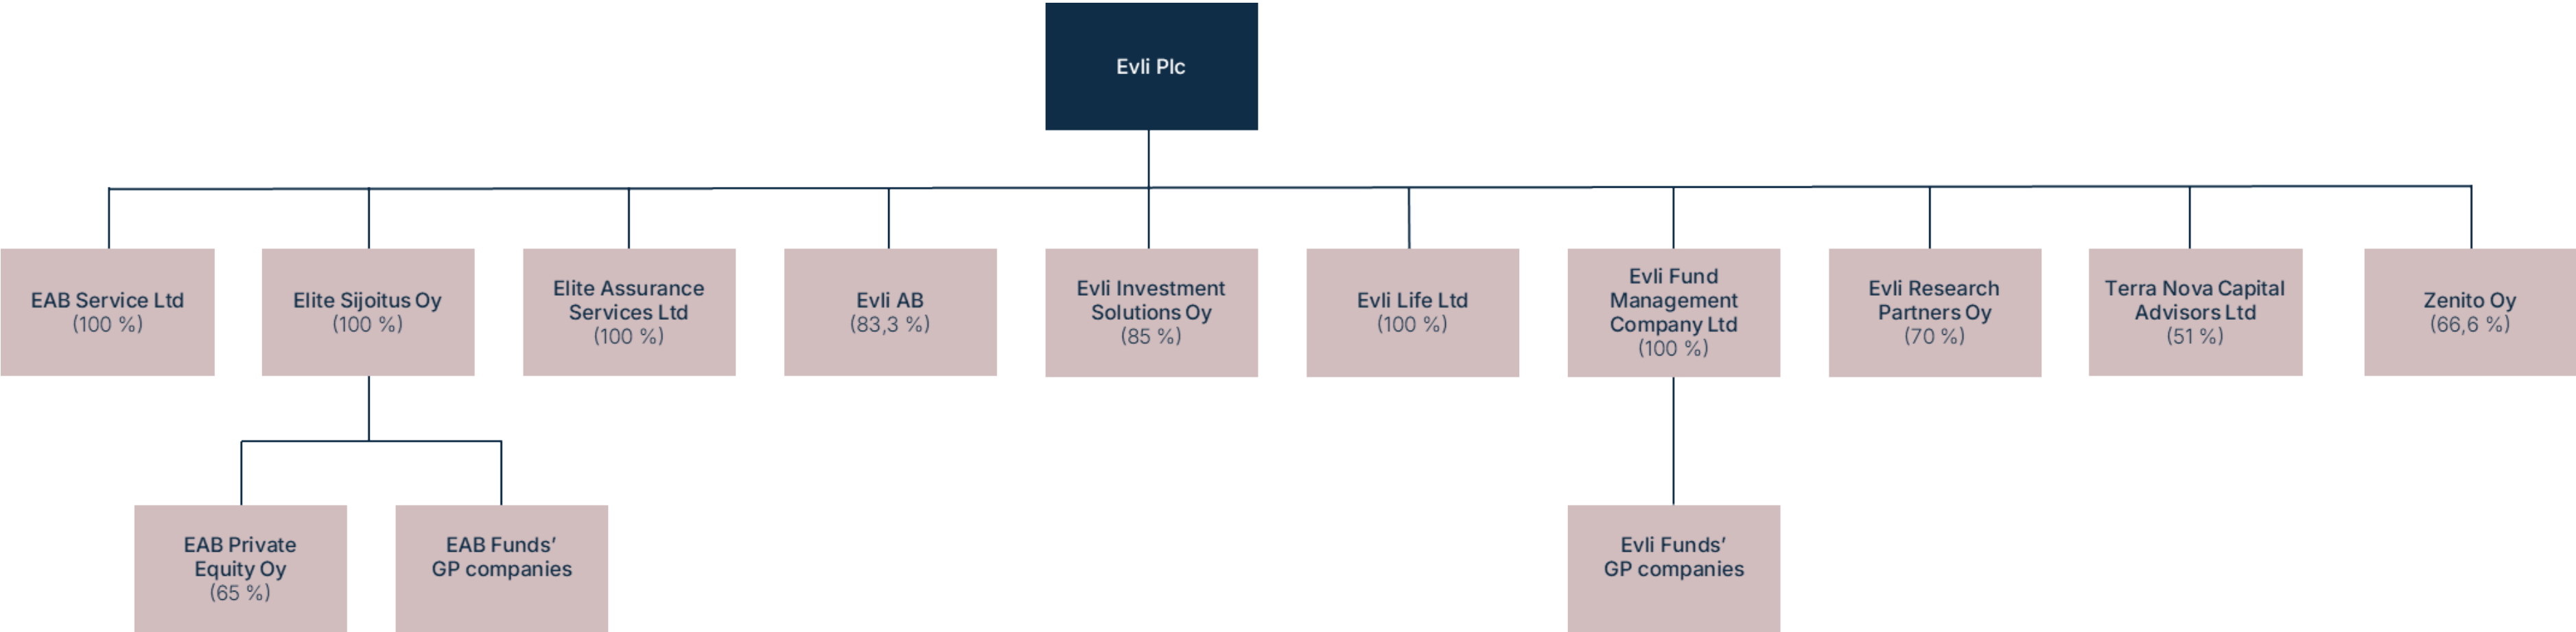 Evli Plc
EAB Service Ltd
(100 %)
Elite Sijoitus Oy
(100 %)
Elite Assurance
Services Ltd
(100 %)
Evli AB
(83,3 %)
Evli Investment
Solutions Oy
(85 %)
Evli Life Ltd
(100 %)
Evli Fund
Management
Company Ltd
(100 %)
Evli Research
Partners Oy
(70 %)
Terra Nova Capital
Advisors Ltd
(51 %)
Zenito Oy
(66,6 %)
EAB Private
Equity Oy
(65 %)
EAB Funds’
GP companies
Evli Funds’
GP companies